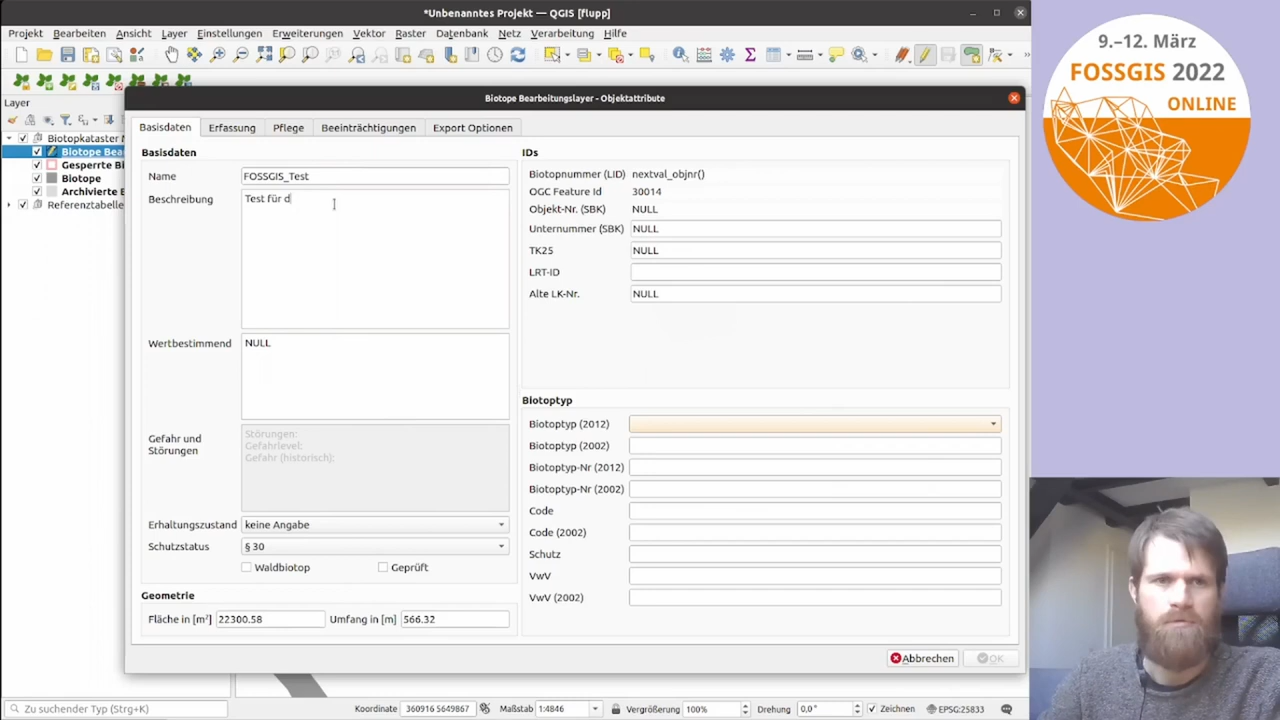 *Unbenanntes Projekt — QGIS [flupp]
Projekt Bearbeiten Ansicht Layer Einstellungen Erweiterungen Vektor Raster Datenbank Netz Verarbeitung Hilfe
Layer
Biotopkataster
Biotope Bea
Gesperrte Bi
Biotope
Archivierte E
Referenztabelle
Biotope Bearbeitungslayer - Objektattribute
Basisdaten Erfassung Pflege Beeinträchtigungen Export Optionen
Basisdaten
Name FOSSGIS_Test
Beschreibung Test für d
Wertbestimmend NULL
Gefahr und
Störungen
Störungen:
Gefahrlevel:
Gefahr (historisch):
Erhaltungszustand keine Angabe
Schutzstatus § 30
Waldbiotop Geprüft
Geometrie
Fläche in [m²] 22300.58 Umfang in [m] 566.32
IDs
Biotopnummer (LID) nextval_objnr()
OGC Feature Id 30014
Objekt-Nr. (SBK) NULL
Unternummer (SBK) NULL
TK25 NULL
LRT-ID
Alte LK-Nr. NULL
Biotoptyp
Biotoptyp (2012)
Biotoptyp (2002)
Biotoptyp-Nr (2012)
Biotoptyp-Nr (2002)
Code
Code (2002)
Schutz
VwV
VwV (2002)
Abbrechen OK
Zu suchender Typ (Strg+K) Koordinate 360916 5649867 Maßstab 1:4846 Vergrößerung 100% Drehung 0,0 ° Zeichnen EPSG:25833
9.–12. März
FOSSGIS 2022
ONLINE